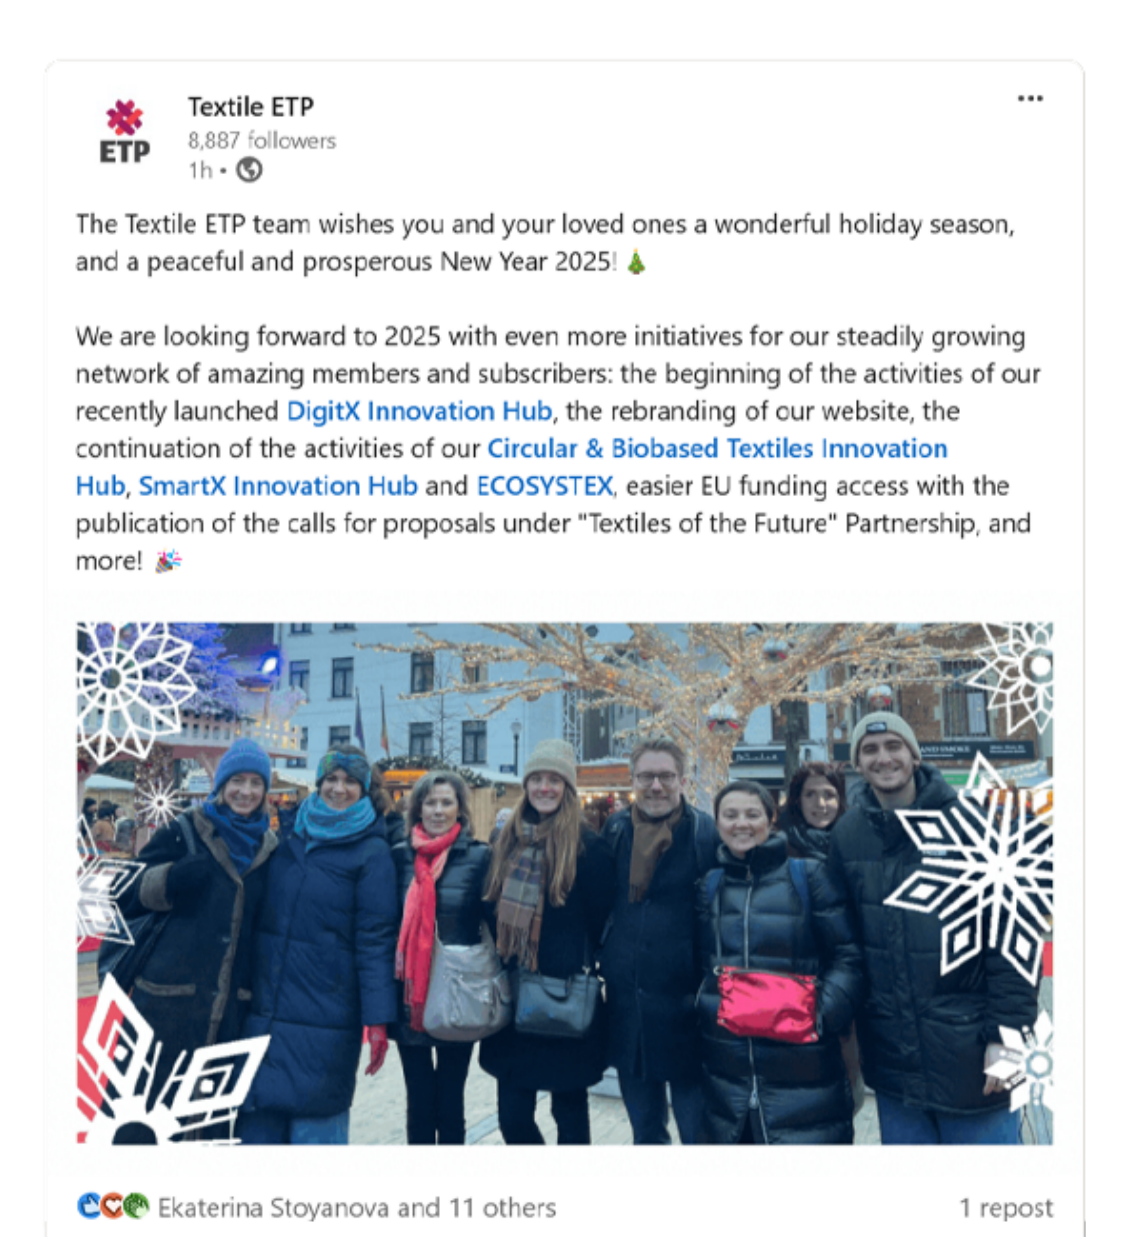 Textile ETP
ETP
8,887 followers
1h •
The Textile ETP team wishes you and your loved ones a wonderful holiday season,
and a peaceful and prosperous New Year 2025! 🎄
We are looking forward to 2025 with even more initiatives for our steadily growing
network of amazing members and subscribers: the beginning of the activities of our
recently launched DigitX Innovation Hub, the rebranding of our website, the
continuation of the activities of our Circular & Biobased Textiles Innovation
Hub, SmartX Innovation Hub and ECOSYSTEX, easier EU funding access with the
publication of the calls for proposals under "Textiles of the Future" Partnership, and
more! 🎉
Ekaterina Stoyanova and 11 others
1 repost